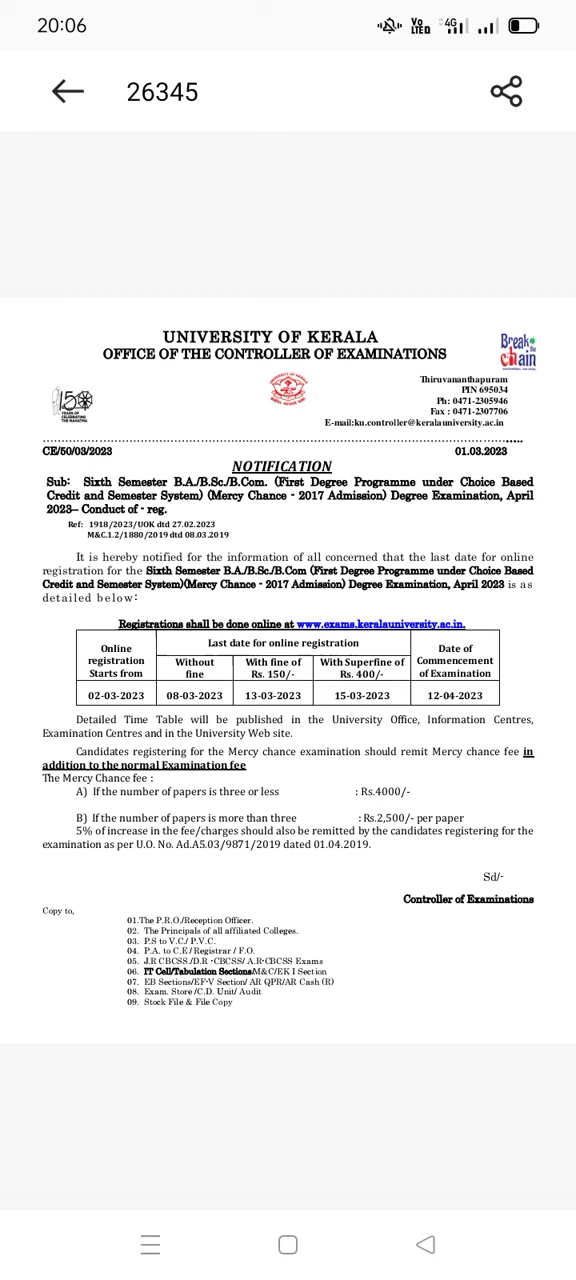 20:06
Vo LTED 4G
26345
UNIVERSITY OF KERALA
OFFICE OF THE CONTROLLER OF EXAMINATIONS
Break the chain
150
YEARS OF
CELEBRATING
THE MAHATMA
Thiruvananthapuram
PIN 695034
Ph: 0471-2305946
Fax : 0471-2307706
E-mail:ku.controller@keralauniversity.ac.in
CE/50/03/2023 01.03.2023
NOTIFICATION
Sub: Sixth Semester B.A./B.Sc./B.Com. (First Degree Programme under Choice Based
Credit and Semester System) (Mercy Chance - 2017 Admission) Degree Examination, April
2023– Conduct of - reg.
Ref: 1918/2023/UOK dtd 27.02.2023
M&C.1.2/1880/2019 dtd 08.03.2019
It is hereby notified for the information of all concerned that the last date for online
registration for the Sixth Semester B.A./B.Sc./B.Com (First Degree Programme under Choice Based
Credit and Semester System)(Mercy Chance - 2017 Admission) Degree Examination, April 2023 is as
detailed below:
Registrations shall be done online at www.exams.keralauniversity.ac.in.
Online registration Starts from
Last date for online registration
Date of Commencement of Examination
Without fine
With fine of Rs. 150/-
With Superfine of Rs. 400/-
02-03-2023 08-03-2023 13-03-2023 15-03-2023 12-04-2023
Detailed Time Table will be published in the University Office, Information Centres,
Examination Centres and in the University Web site.
Candidates registering for the Mercy chance examination should remit Mercy chance fee in
addition to the normal Examination fee
The Mercy Chance fee :
A) If the number of papers is three or less : Rs.4000/-
B) If the number of papers is more than three : Rs.2,500/- per paper
5% of increase in the fee/charges should also be remitted by the candidates registering for the
examination as per U.O. No. Ad.A5.03/9871/2019 dated 01.04.2019.
Sd/-
Controller of Examinations
Copy to,
01.The P.R.O./Reception Officer.
02. The Principals of all affiliated Colleges.
03. P.S to V.C./ P.V.C.
04. P.A. to C.E / Registrar / F.O.
05. J.R CBCSS./D.R -CBCSS/ A.R-CBCSS Exams
06. IT Cell/Tabulation SectionsM&C/EK I Section
07. EB Sections/EF-V Section/ AR QPR/AR Cash (R)
08. Exam. Store /C.D. Unit/ Audit
09. Stock File & File Copy